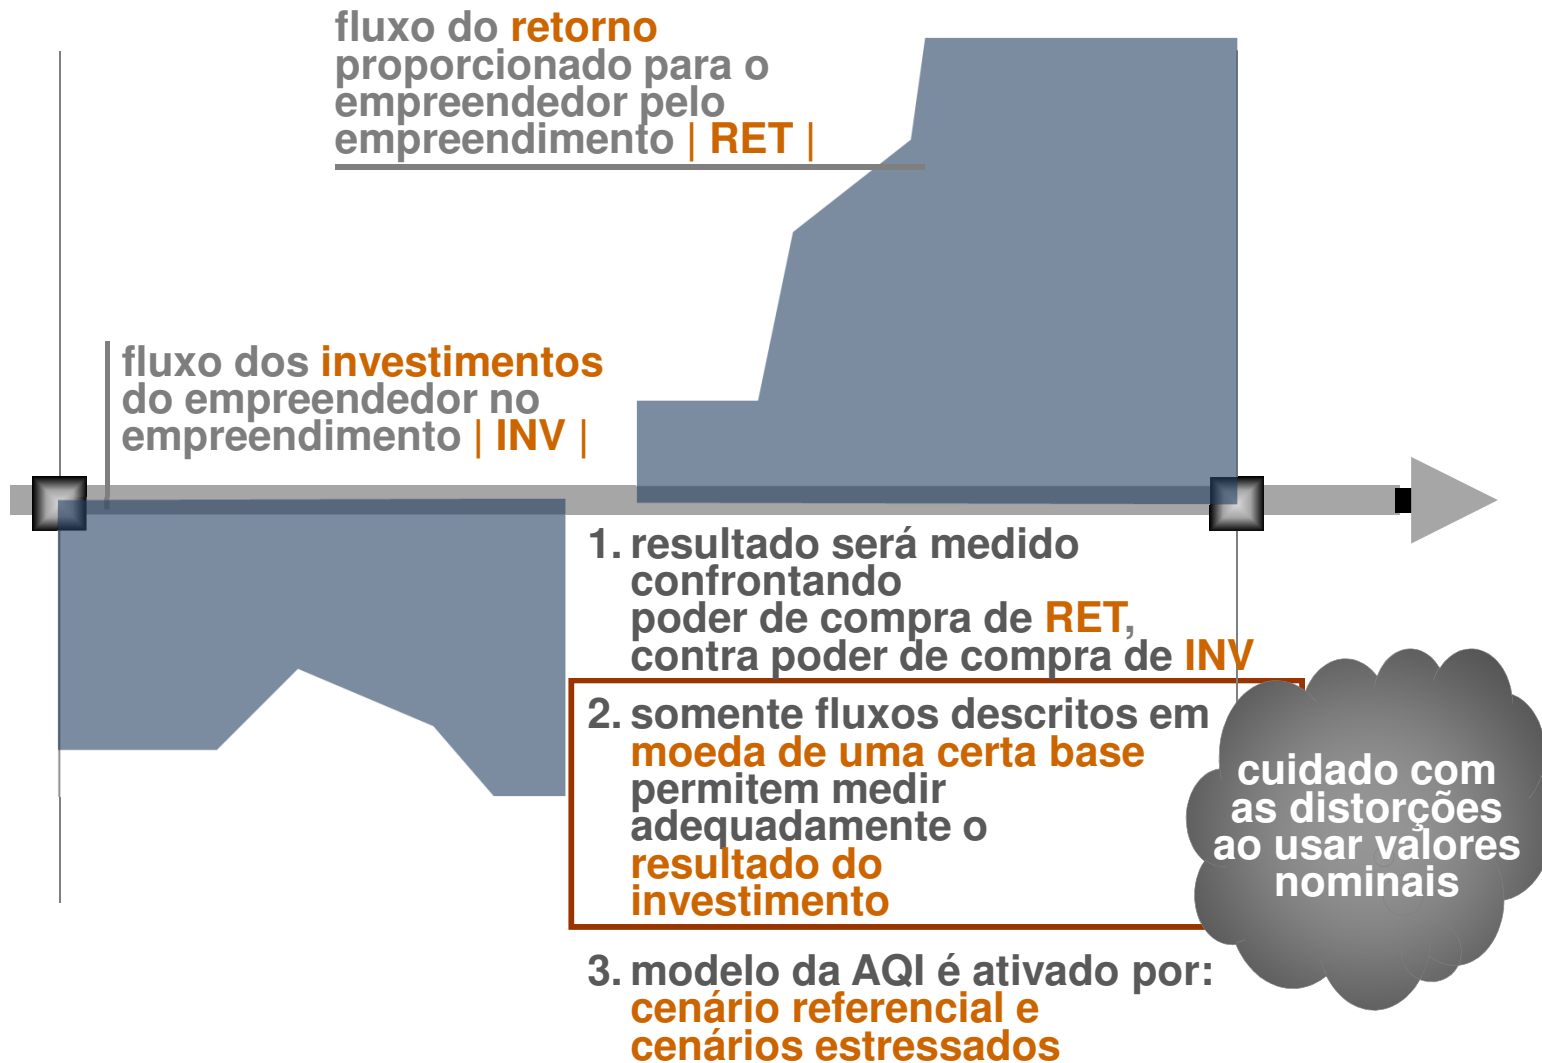 fluxo do retorno
proporcionado para o
empreendedor pelo
empreendimento | RET |
fluxo dos investimentos
do empreendedor no
empreendimento | INV |
1. resultado será medido
confrontando
poder de compra de RET,
contra poder de compra de INV
2. somente fluxos descritos em
moeda de uma certa base
permitem medir
adequadamente o
resultado do
investimento
cuidado com
as distorções
ao usar valores
nominais
3. modelo da AQI é ativado por:
cenário referencial e
cenários estressados